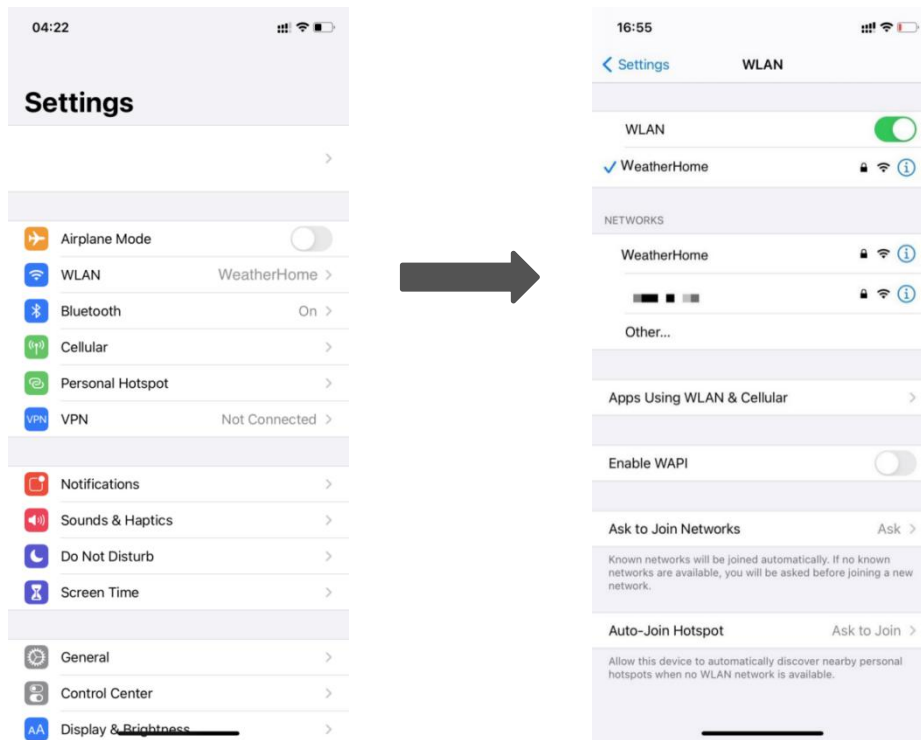 04:22
Settings
Airplane Mode
WLAN WeatherHome
Bluetooth On
Cellular
Personal Hotspot
VPN VPN Not Connected
Notifications
Sounds & Haptics
Do Not Disturb
Screen Time
General
Control Center
AA Display & Brightness
16:55
Settings WLAN
WLAN
WeatherHome
NETWORKS
WeatherHome
Other...
Apps Using WLAN & Cellular
Enable WAPI
Ask to Join Networks Ask
Known networks will be joined automatically. If no known
networks are available, you will be asked before joining a new
network.
Auto-Join Hotspot Ask to Join
Allow this device to automatically discover nearby personal
hotspots when no WLAN network is available.